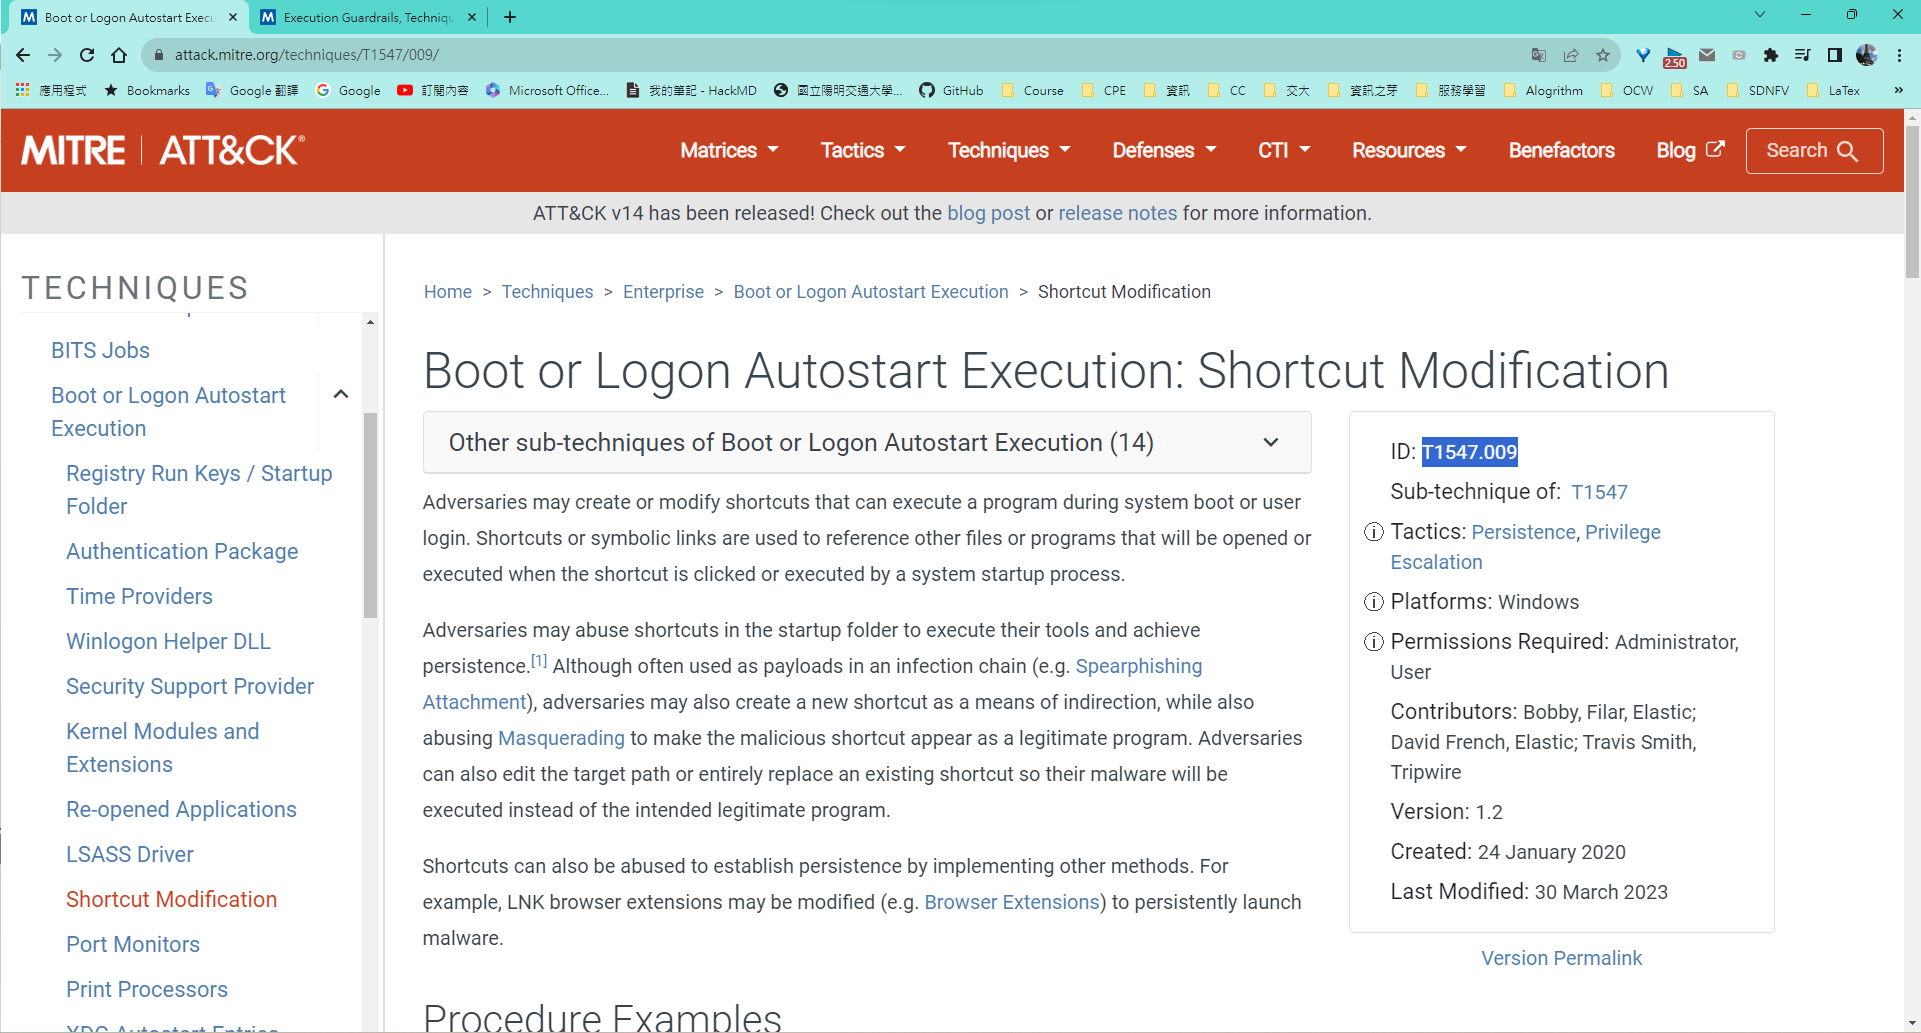 Boot or Logon Autostart Execu
Execution Guardrails, Techniqu
attack.mitre.org/techniques/T1547/009/
2.50
應用程式 Bookmarks Google 翻譯 Google 訂閱內容 Microsoft Office... 我的筆記 - HackMD 國立陽明交通大學... GitHub Course CPE 資訊 CC 交大 資訊之芽 服務學習 Alogrithm OCW SA SDNFV LaTex »
MITRE | ATT&CK®
Matrices Tactics Techniques Defenses CTI Resources Benefactors Blog Search
ATT&CK v14 has been released! Check out the blog post or release notes for more information.
TECHNIQUES
BITS Jobs
Boot or Logon Autostart
Execution
Registry Run Keys / Startup
Folder
Authentication Package
Time Providers
Winlogon Helper DLL
Security Support Provider
Kernel Modules and
Extensions
Re-opened Applications
LSASS Driver
Shortcut Modification
Port Monitors
Print Processors
XDG Autostart Entries
Home > Techniques > Enterprise > Boot or Logon Autostart Execution > Shortcut Modification
Boot or Logon Autostart Execution: Shortcut Modification
Other sub-techniques of Boot or Logon Autostart Execution (14)
Adversaries may create or modify shortcuts that can execute a program during system boot or user
login. Shortcuts or symbolic links are used to reference other files or programs that will be opened or
executed when the shortcut is clicked or executed by a system startup process.
Adversaries may abuse shortcuts in the startup folder to execute their tools and achieve
persistence.[1] Although often used as payloads in an infection chain (e.g. Spearphishing
Attachment), adversaries may also create a new shortcut as a means of indirection, while also
abusing Masquerading to make the malicious shortcut appear as a legitimate program. Adversaries
can also edit the target path or entirely replace an existing shortcut so their malware will be
executed instead of the intended legitimate program.
Shortcuts can also be abused to establish persistence by implementing other methods. For
example, LNK browser extensions may be modified (e.g. Browser Extensions) to persistently launch
malware.
Procedure Examples
ID: T1547.009
Sub-technique of: T1547
Tactics: Persistence, Privilege
Escalation
Platforms: Windows
Permissions Required: Administrator,
User
Contributors: Bobby, Filar, Elastic;
David French, Elastic; Travis Smith,
Tripwire
Version: 1.2
Created: 24 January 2020
Last Modified: 30 March 2023
Version Permalink